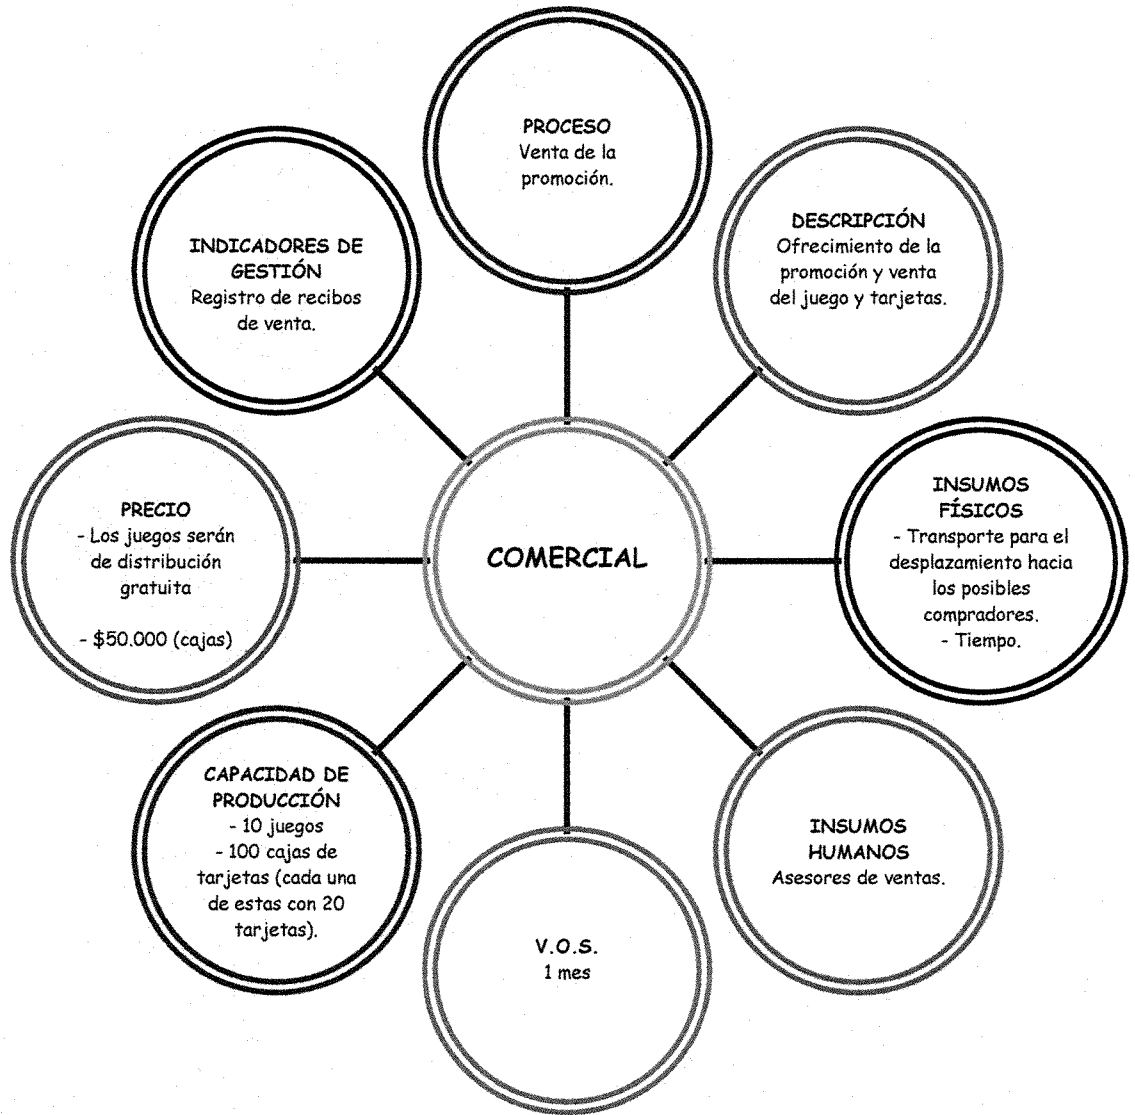 PROCESO
Venta de la
promoción.
DESCRIPCIÓN
Ofrecimiento de la
promoción y venta
del juego y tarjetas.
INSUMOS
FÍSICOS
- Transporte para el
desplazamiento hacia
los posibles
compradores.
- Tiempo.
INSUMOS
HUMANOS
Asesores de ventas.
V.O.S.
1 mes
CAPACIDAD DE
PRODUCCIÓN
- 10 juegos
- 100 cajas de
tarjetas (cada una
de estas con 20
tarjetas).
PRECIO
- Los juegos serán
de distribución
gratuita
- $50.000 (cajas)
INDICADORES DE
GESTIÓN
Registro de recibos
de venta.
COMERCIAL